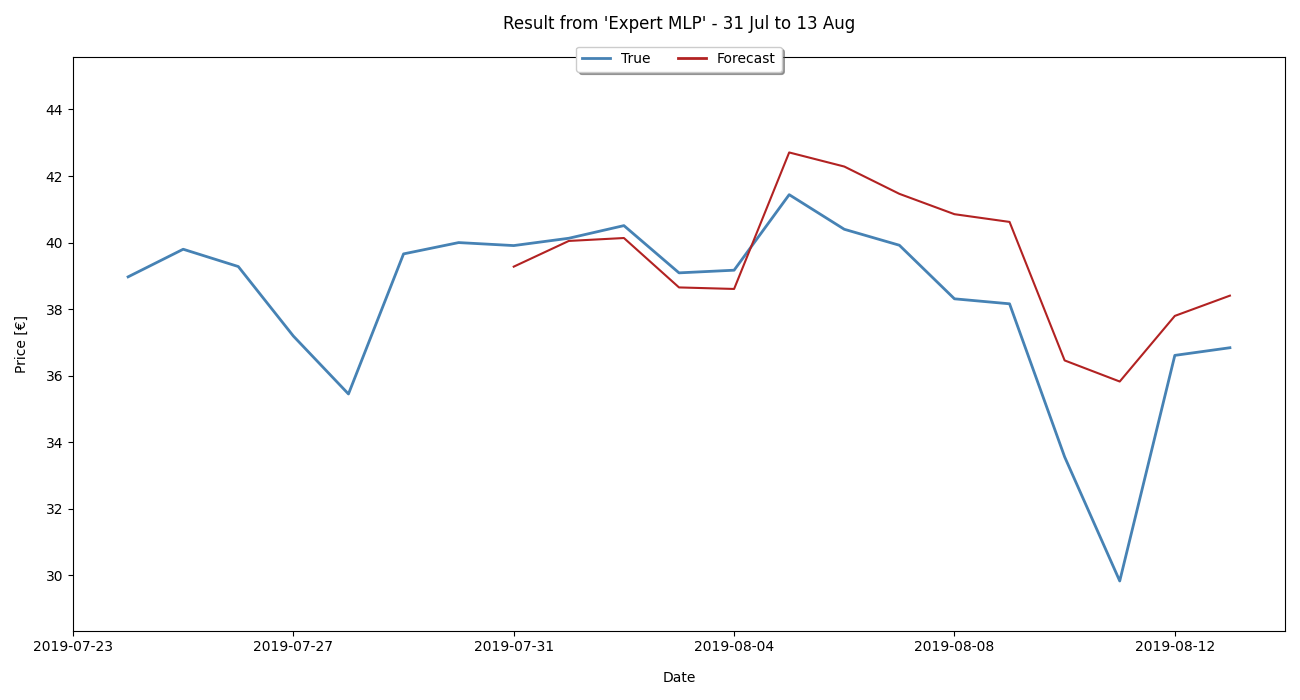 Result from 'Expert MLP' - 31 Jul to 13 Aug
True Forecast
44
42
40
38
36
34
32
30
Price [€]
2019-07-23 2019-07-27 2019-07-31 2019-08-04 2019-08-08 2019-08-12
Date